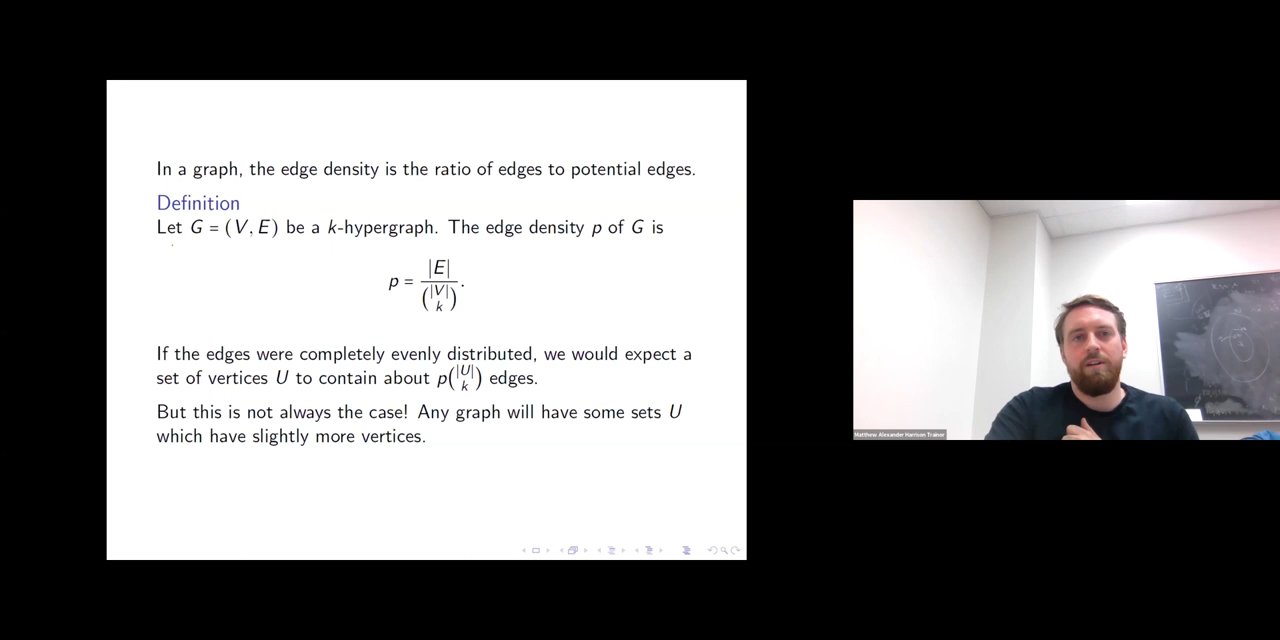 In a graph, the edge density is the ratio of edges to potential edges.
Definition
Let G = (V, E) be a k-hypergraph. The edge density p of G is
p = |E| / (|V| k).
If the edges were completely evenly distributed, we would expect a
set of vertices U to contain about p(|U| k) edges.
But this is not always the case! Any graph will have some sets U
which have slightly more vertices.
Matthew Alexander Harrison Trainor